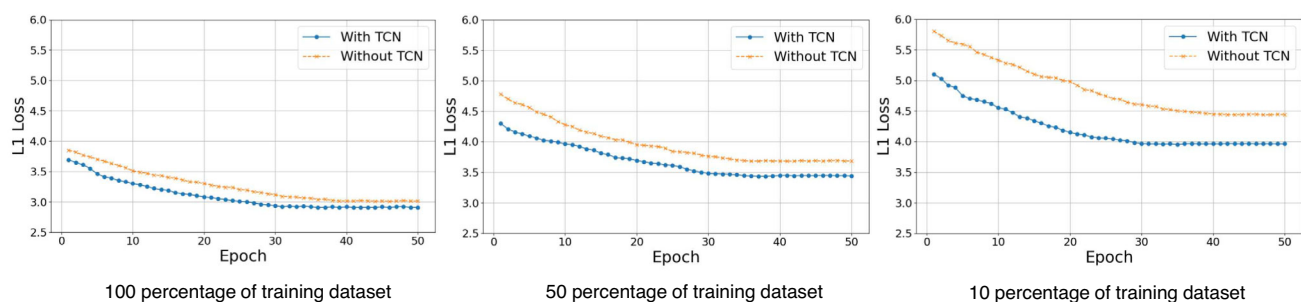 6.0
5.5
5.0
4.5
4.0
3.5
3.0
2.5
L1 Loss
With TCN
Without TCN
0 10 20 30 40 50
Epoch
100 percentage of training dataset
6.0
5.5
5.0
4.5
4.0
3.5
3.0
2.5
L1 Loss
With TCN
Without TCN
0 10 20 30 40 50
Epoch
50 percentage of training dataset
6.0
5.5
5.0
4.5
4.0
3.5
3.0
2.5
L1 Loss
With TCN
Without TCN
0 10 20 30 40 50
Epoch
10 percentage of training dataset